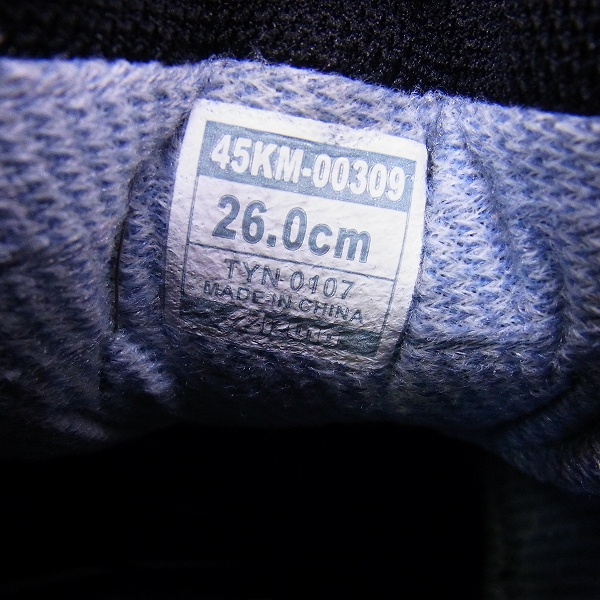 45KM-00309
26.0cm
TYN 0107
MADE IN CHINA